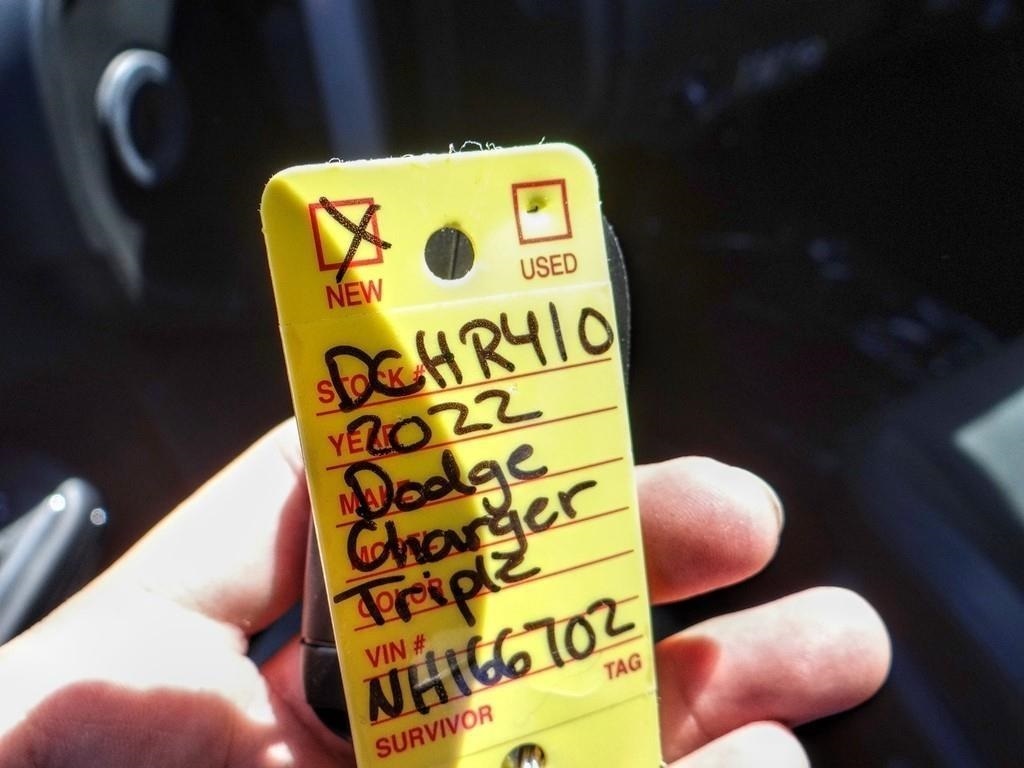 X
NEW USED
STOCK # DCHR410
YEAR 2022
MAKE Dodge
MODEL Charger
COLOR Triplz
VIN # NH166702
SURVIVOR TAG